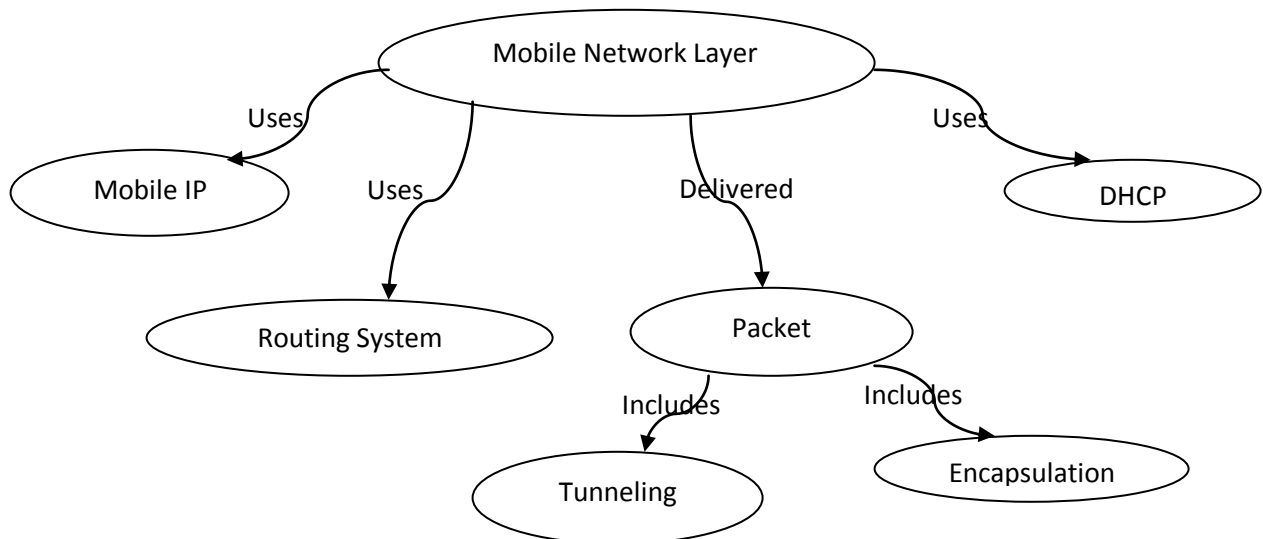 Mobile Network Layer
Uses
Uses
Mobile IP
Uses
Delivered
DHCP
Packet
Routing System
Includes
Includes
Encapsulation
Tunneling